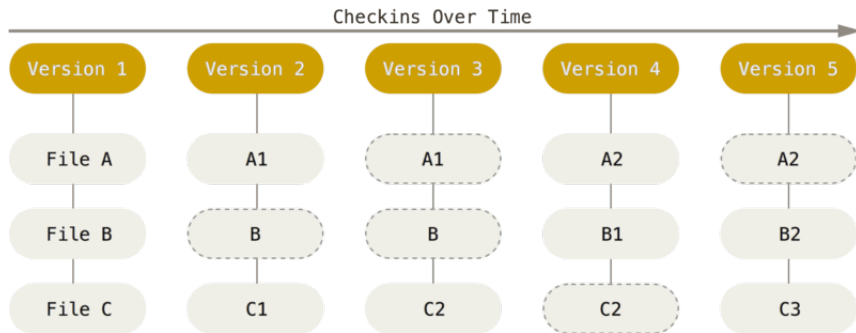 Checkins Over Time
Version 1 Version 2 Version 3 Version 4 Version 5
File A A1 A1 A2 A2
File B B B B1 B2
File C C1 C2 C2 C3